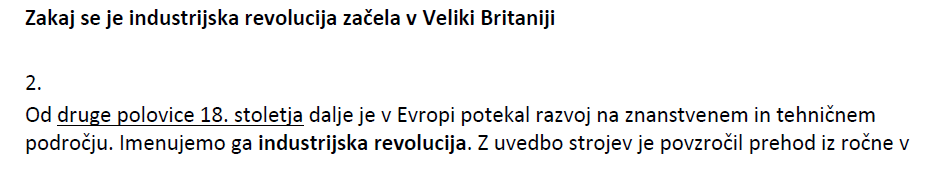 Zakaj se je industrijska revolucija začela v Veliki Britaniji
2.
Od druge polovice 18. stoletja dalje je v Evropi potekal razvoj na znanstvenem in tehničnem
področju. Imenujemo ga industrijska revolucija. Z uvedbo strojev je povzročil prehod iz ročne v